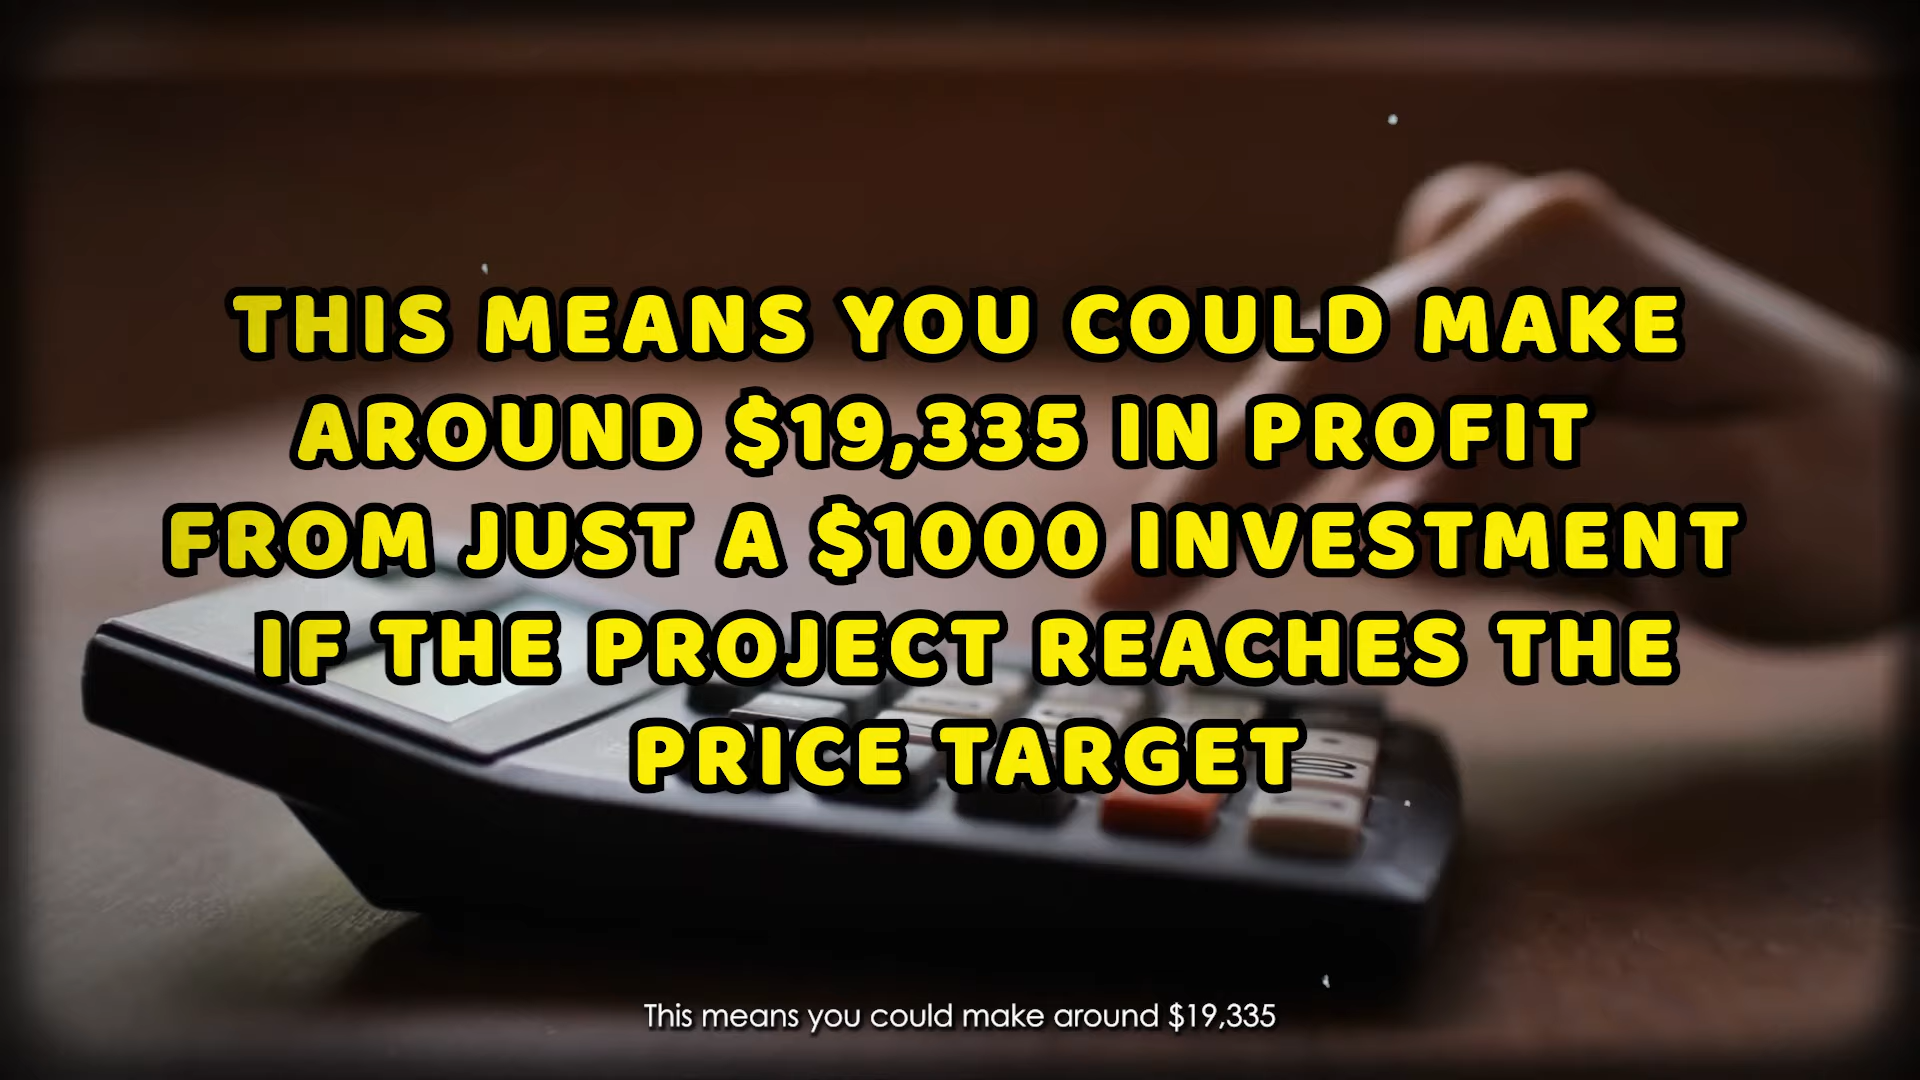 THIS MEANS YOU COULD MAKE
AROUND $19,335 IN PROFIT
FROM JUST A $1000 INVESTMENT
IF THE PROJECT REACHES THE
PRICE TARGET
This means you could make around $19,335